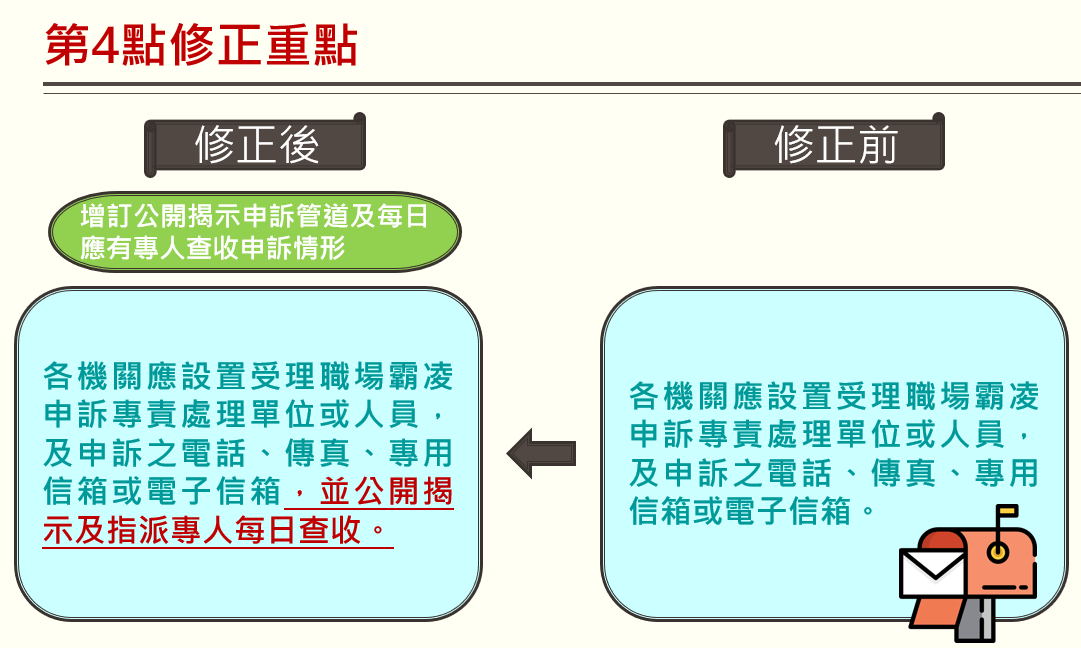 第4點修正重點
修正後
增訂公開揭示申訴管道及每日
應有專人查收申訴情形
各機關應設置受理職場霸凌
申訴專責處理單位或人員，
及申訴之電話、傳真、專用
信箱或電子信箱，並公開揭
示及指派專人每日查收。
修正前
各機關應設置受理職場霸凌
申訴專責處理單位或人員，
及申訴之電話、傳真、專用
信箱或電子信箱。